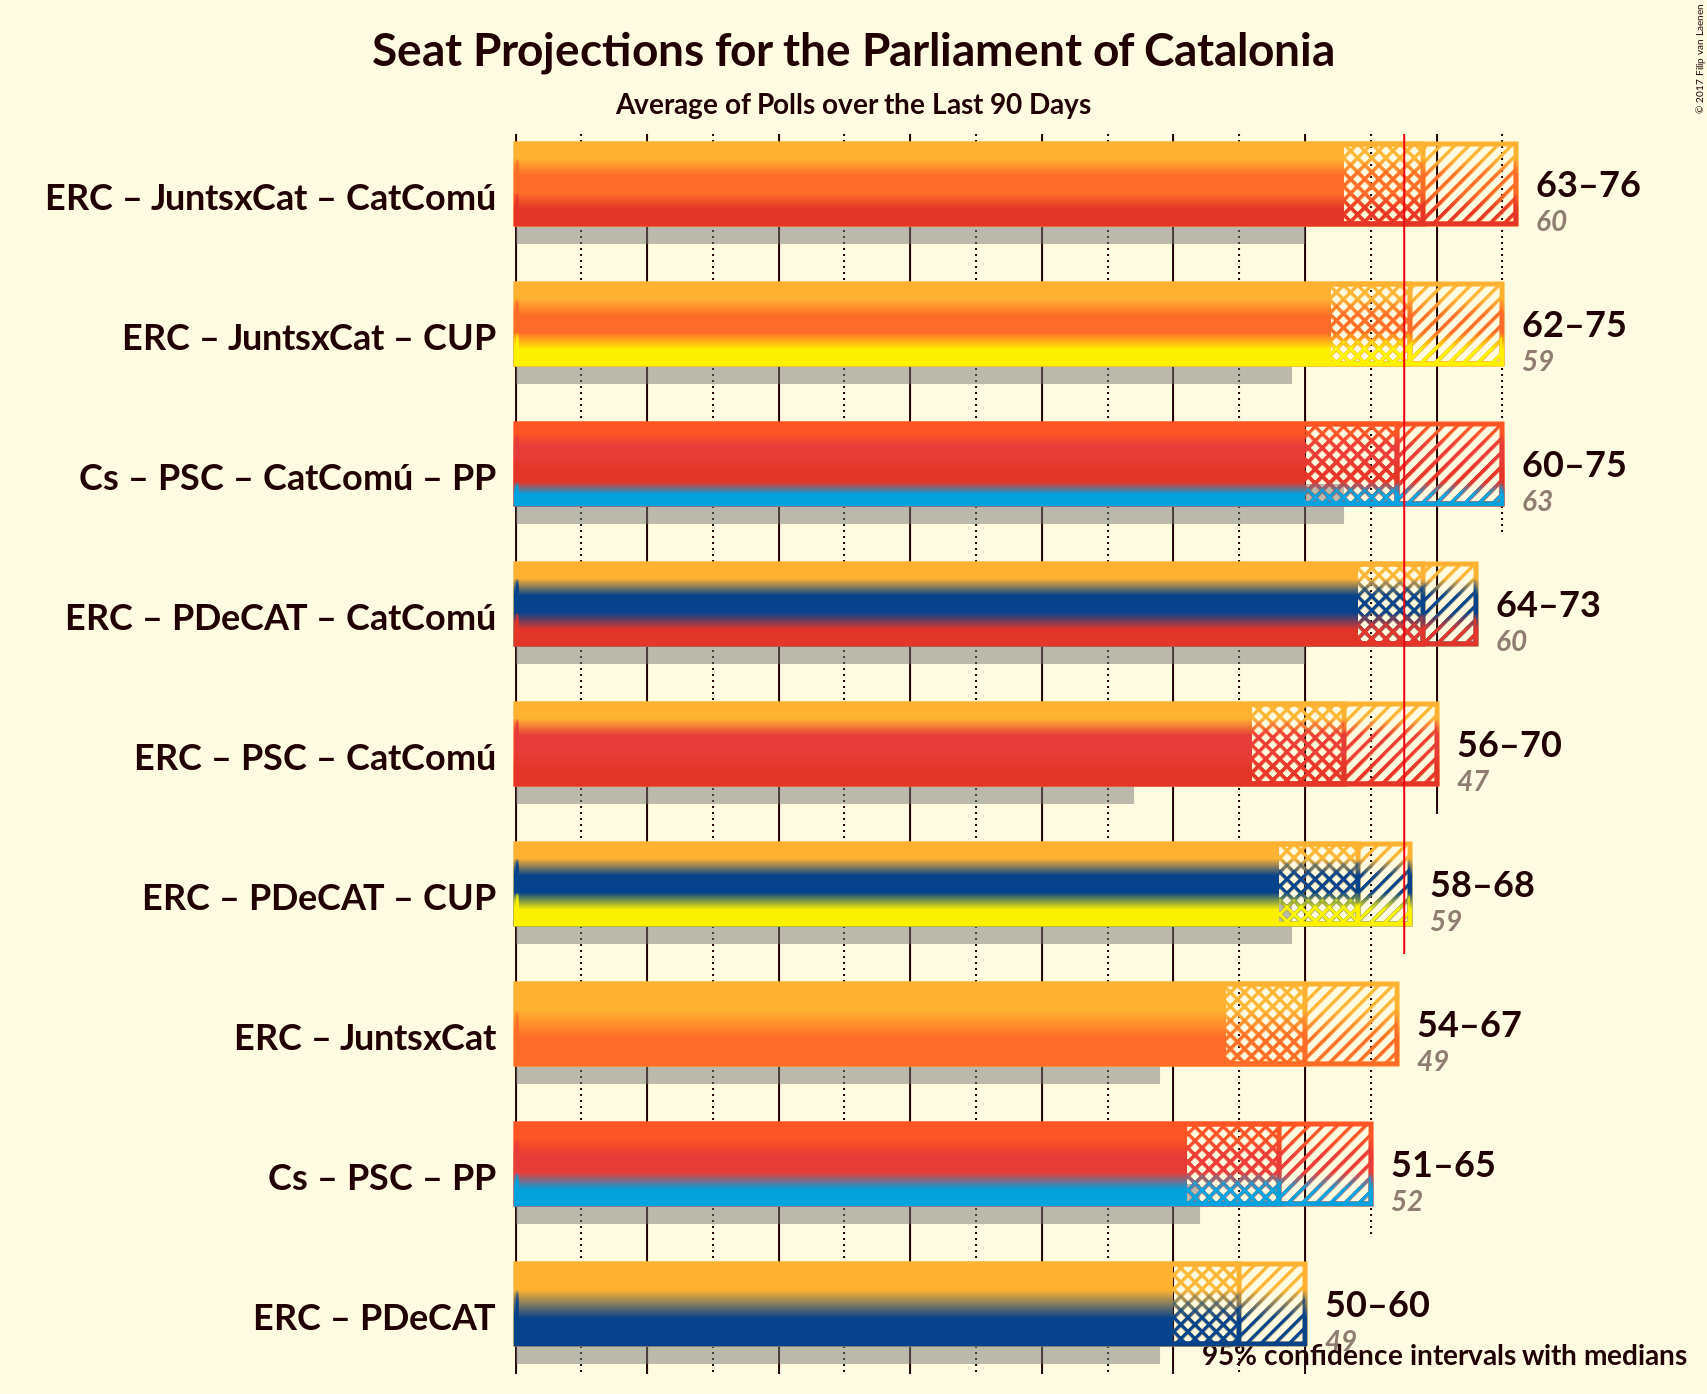 Seat Projections for the Parliament of Catalonia
Average of Polls over the Last 90 Days
© 2017 Filip van Laenen
ERC – JuntsxCat – CatComú
63–76
60
ERC – JuntsxCat – CUP
62–75
59
Cs – PSC – CatComú – PP
60–75
63
ERC – PDeCAT – CatComú
64–73
60
ERC – PSC – CatComú
56–70
47
ERC – PDeCAT – CUP
58–68
59
ERC – JuntsxCat
54–67
49
Cs – PSC – PP
51–65
52
ERC – PDeCAT
50–60
49
95% confidence intervals with medians